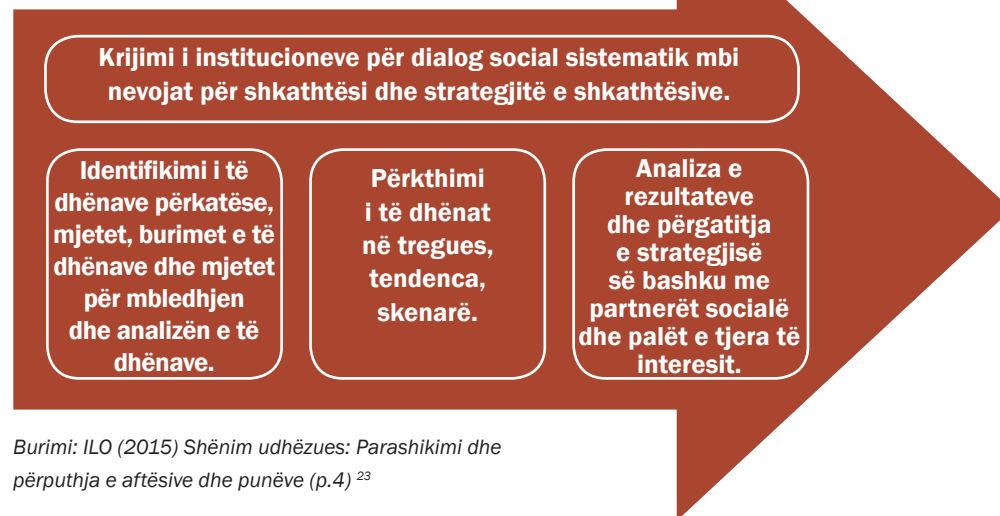 Krijimi i institucioneve për dialog social sistematik mbi
nevojat për shkathtësi dhe strategjitë e shkathtësive.
Identifikimi i të
dhënave përkatëse,
mjetet, burimet e të
dhënave dhe mjetet
për mbledhjen
dhe analizën e të
dhënave.
Përkthimi
i të dhënat
në tregues,
tendenca,
skenarë.
Analiza e
rezultateve
dhe përgatitja
e strategjisë
së bashku me
partnerët socialë
dhe palët e tjera të
interesit.
Burimi: ILO (2015) Shënim udhëzues: Parashikimi dhe
përputhja e aftësive dhe punëve (p.4) 23